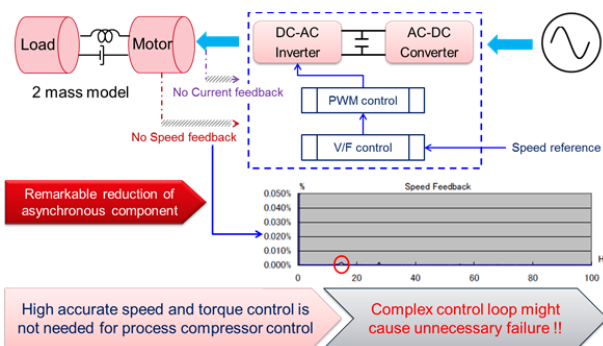 Load
Motor
2 mass model
DC-AC
Inverter
AC-DC
Converter
No Current feedback
PWM control
No Speed feedback
V/F control
Speed reference
Remarkable reduction of
asynchronous component
% Speed Feedback
0.050%
0.040%
0.030%
0.020%
0.010%
0.000%
0 20 40 60 80 100
H
High accurate speed and torque control is
not needed for process compressor control
Complex control loop might
cause unnecessary failure !!